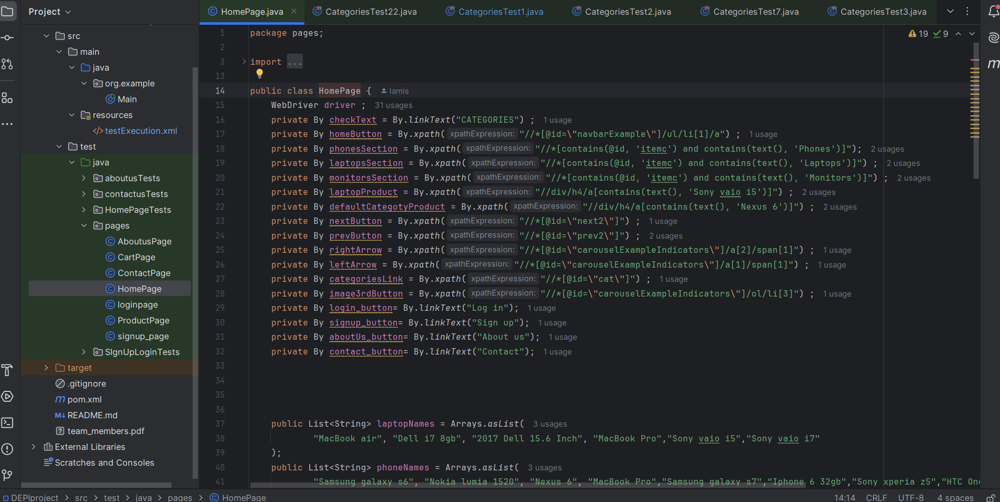 Project
HomePage.java
CategoriesTest22.java
CategoriesTest1.java
CategoriesTest2.java
CategoriesTest7.java
CategoriesTest3.java
src
main
java
org.example
Main
resources
testExecution.xml
test
java
aboutusTests
contactusTests
HomePageTests
pages
AboutusPage
CartPage
ContactPage
HomePage
loginpage
ProductPage
signup_page
SIgnUpLoginTests
target
.gitignore
pom.xml
README.md
team_members.pdf
External Libraries
Scratches and Consoles
19 9
1 package pages;
2
3 import ...
13
14 public class HomePage { lamis
15 WebDriver driver ; 31 usages
16 private By checkText = By.linkText("CATEGORIES") ; 1 usage
17 private By homeButton = By.xpath( xpathExpression: "//*[@id=\"navbarExample\"]/ul/li[1]/a") ; 1 usage
18 private By phonesSection = By.xpath( xpathExpression: "//*[contains(@id, 'itemc') and contains(text(), 'Phones')]"); 2 usages
19 private By laptopsSection = By.xpath( xpathExpression: "//*[contains(@id, 'itemc') and contains(text(), 'Laptops')]") ; 2 usages
20 private By monitorsSection = By.xpath( xpathExpression: "//*[contains(@id, 'itemc') and contains(text(), 'Monitors')]") ; 2 usages
21 private By laptopProduct = By.xpath( xpathExpression: "//div/h4/a[contains(text(), 'Sony vaio i5')]") ; 2 usages
22 private By defaultCategotyProduct = By.xpath( xpathExpression: "//div/h4/a[contains(text(), 'Nexus 6')]") ; 2 usages
23 private By nextButton = By.xpath( xpathExpression: "//*[@id=\"next2\"]") ; 1 usage
24 private By prevButton = By.xpath( xpathExpression: "//*[@id=\"prev2\"]") ; 2 usages
25 private By rightArrow = By.xpath( xpathExpression: "//*[@id=\"carouselExampleIndicators\"]/a[2]/span[1]") ; 1 usage
26 private By leftArrow = By.xpath( xpathExpression: "//*[@id=\"carouselExampleIndicators\"]/a[1]/span[1]") ; 1 usage
27 private By categoriesLink = By.xpath( xpathExpression: "//*[@id=\"cat\"]") ; 1 usage
28 private By image3rdButton = By.xpath( xpathExpression: "//*[@id=\"carouselExampleIndicators\"]/ol/li[3]") ; 1 usage
29 private By login_button= By.linkText("Log in"); 1 usage
30 private By signup_button= By.linkText("Sign up"); 1 usage
31 private By aboutUs_button= By.linkText("About us"); 1 usage
32 private By contact_button= By.linkText("Contact"); 1 usage
33
34
35
36
37 public List<String> laptopNames = Arrays.asList( 3 usages
38 "MacBook air", "Dell i7 8gb", "2017 Dell 15.6 Inch", "MacBook Pro","Sony vaio i5","Sony vaio i7"
39 );
40 public List<String> phoneNames = Arrays.asList( 3 usages
41 "Samsung galaxy s6", "Nokia lumia 1520", "Nexus 6", "MacBook Pro","Samsung galaxy s7","Iphone 6 32gb","Sony xperia z5","HTC On
DEPIproject > src > test > java > pages > HomePage
14:14 CRLF UTF-8 4 spaces